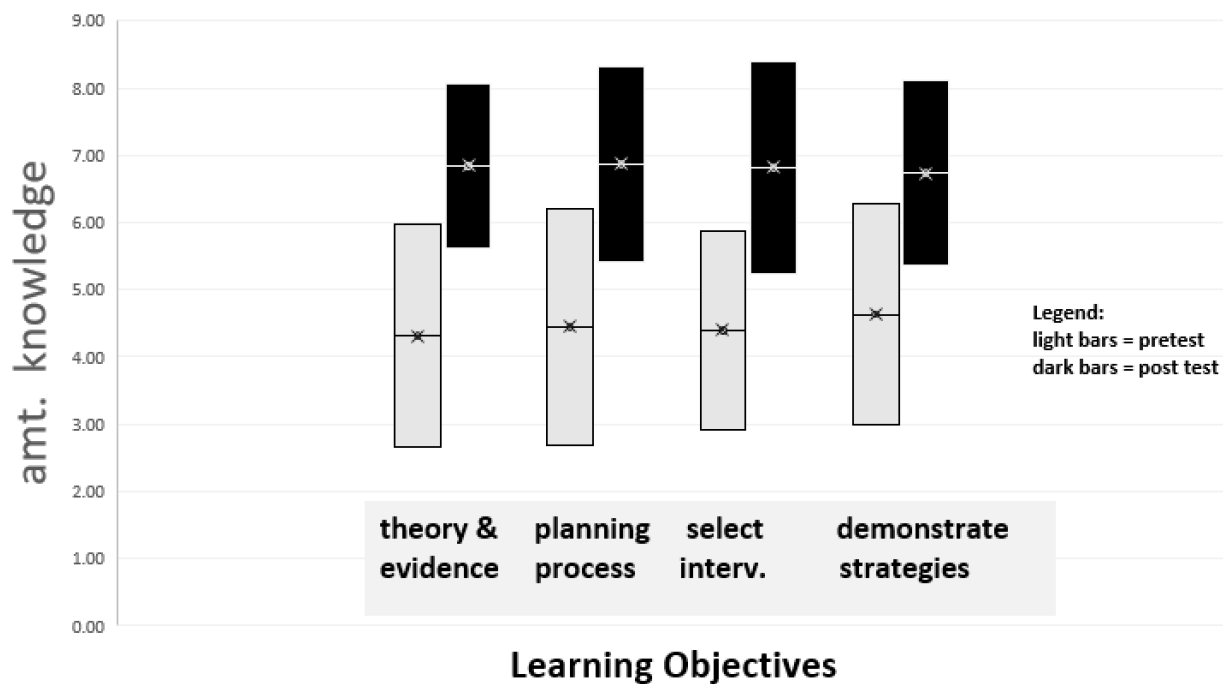 9.00
8.00
7.00
6.00
5.00
4.00
3.00
2.00
1.00
0.00
amt. knowledge
Legend:
light bars = pretest
dark bars = post test
theory &
evidence
planning
process
select
interv.
demonstrate
strategies
Learning Objectives